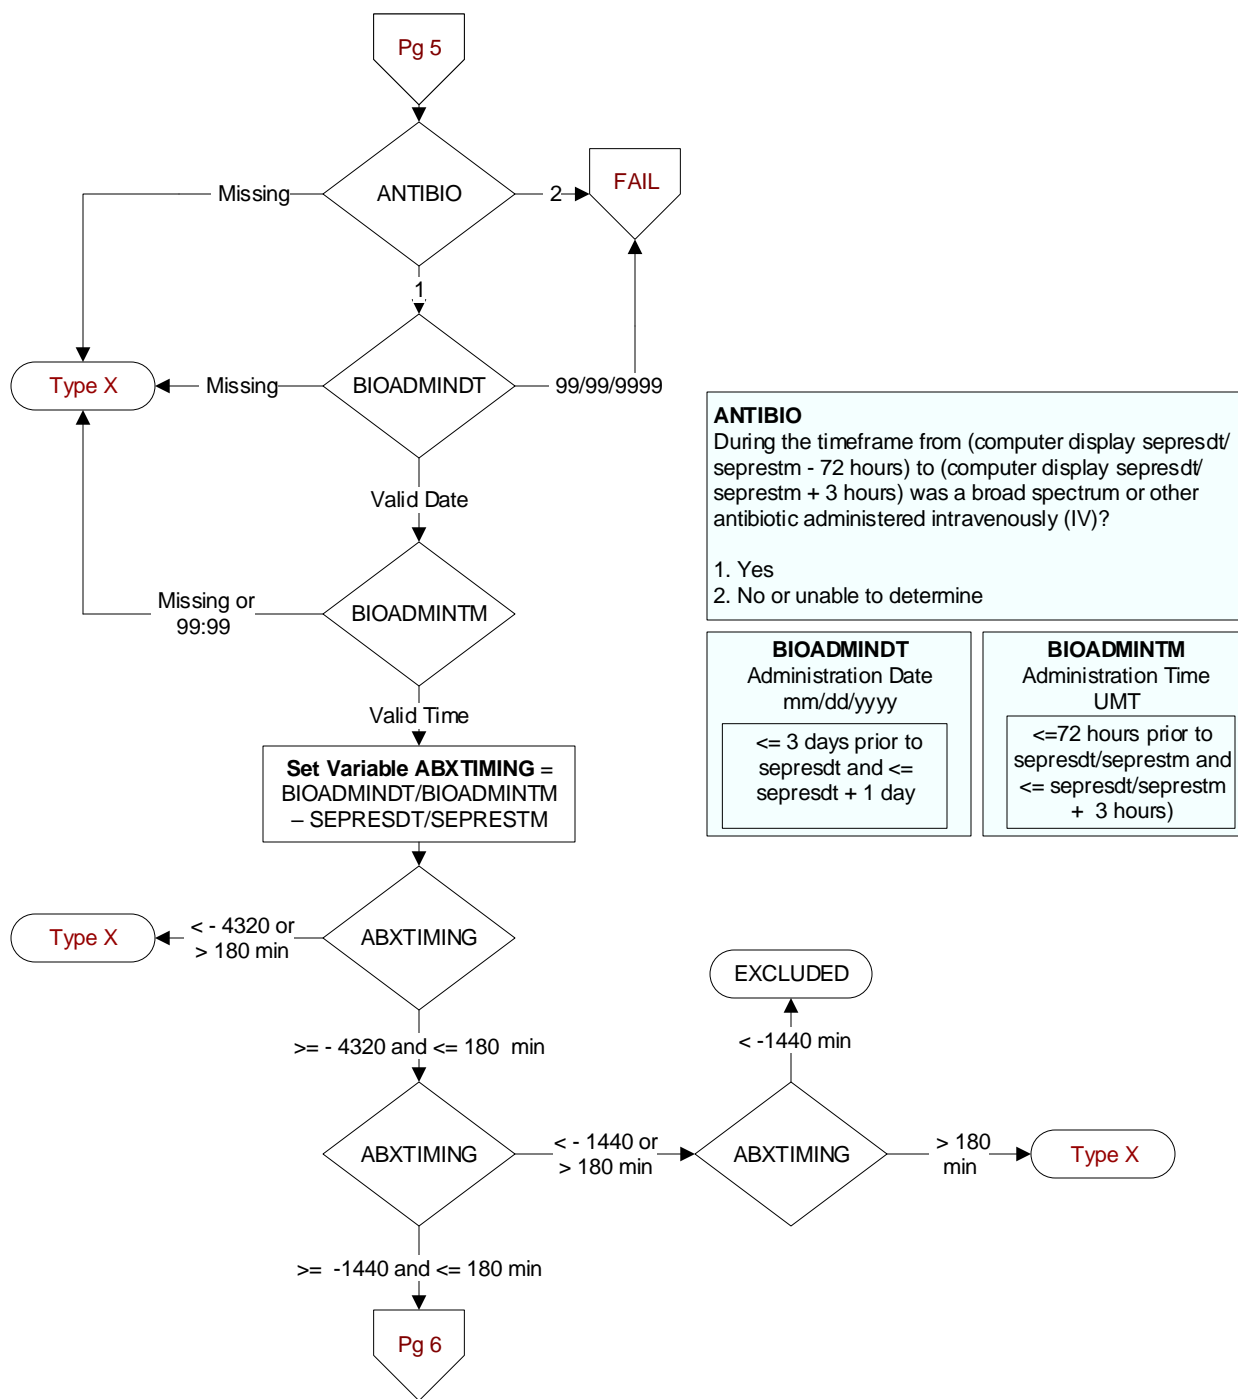 Pg 5
ANTIBIO
Missing
2
FAIL
1
BIOADMINDT
Missing
99/99/9999
Type X
Valid Date
BIOADMINTM
Missing or
99:99
Valid Time
Set Variable ABXTIMING =
BIOADMINDT/BIOADMINTM
– SEPRESDT/SEPRESTM
ABXTIMING
< - 4320 or
> 180 min
Type X
>= - 4320 and <= 180  min
ABXTIMING
< - 1440 or
> 180 min
ABXTIMING
< -1440 min
EXCLUDED
> 180
min
Type X
>=  -1440 and <= 180 min
Pg 6
ANTIBIO
During the timeframe from (computer display sepresdt/
seprestm - 72 hours) to (computer display sepresdt/
seprestm + 3 hours) was a broad spectrum or other
antibiotic administered intravenously (IV)?
1. Yes
2. No or unable to determine
BIOADMINDT
Administration Date
mm/dd/yyyy
<= 3 days prior to
sepresdt and <=
sepresdt + 1 day
BIOADMINTM
Administration Time
UMT
<=72 hours prior to
sepresdt/seprestm and
<= sepresdt/seprestm
+  3 hours)